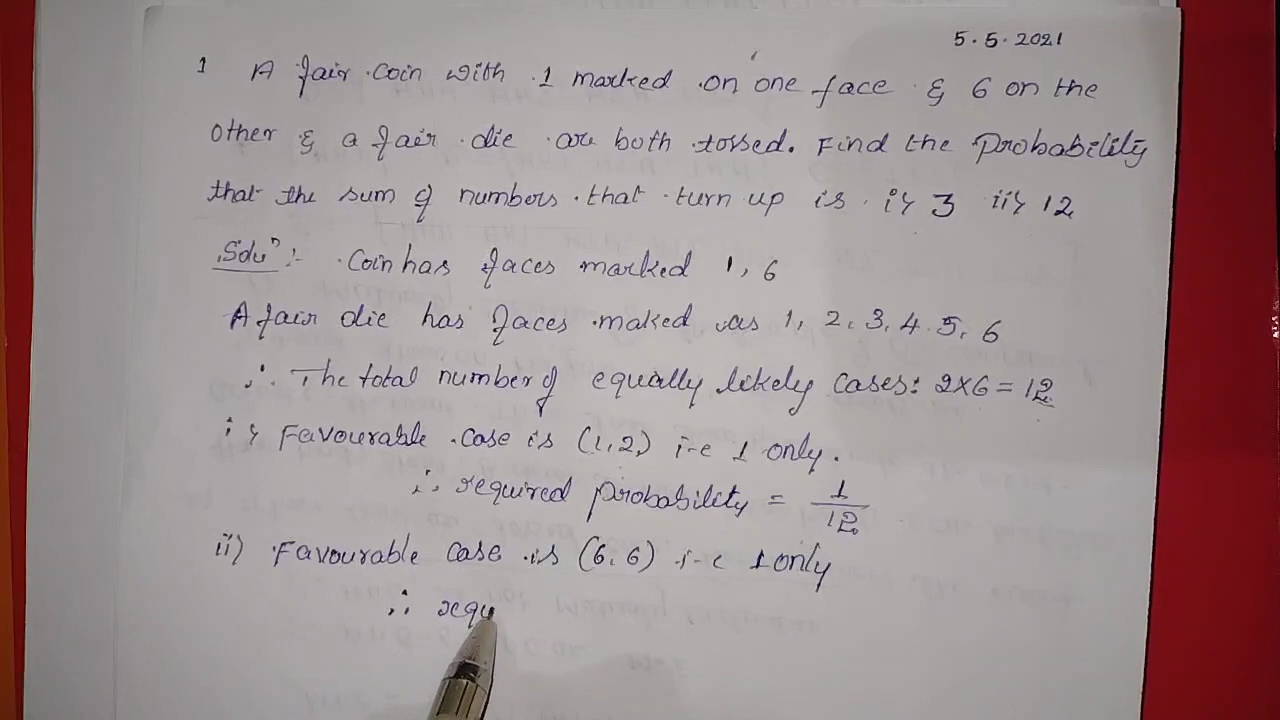 5.5.2021
1 A fair coin with 1 marked on one face & 6 on the
other & a fair die are both tossed. Find the Probability
that the sum of numbers that turn up is i) 3 ii) 12
Solun :- Coin has faces marked 1, 6
A fair die has faces maked as 1, 2, 3, 4. 5, 6
∴ The total number of equally likely cases: 2×6 = 12
i) Favourable case is (1,2) i-e 1 only.
∴ required probability = 1/12
ii) Favourable case is (6,6) i-e 1 only
∴ requ